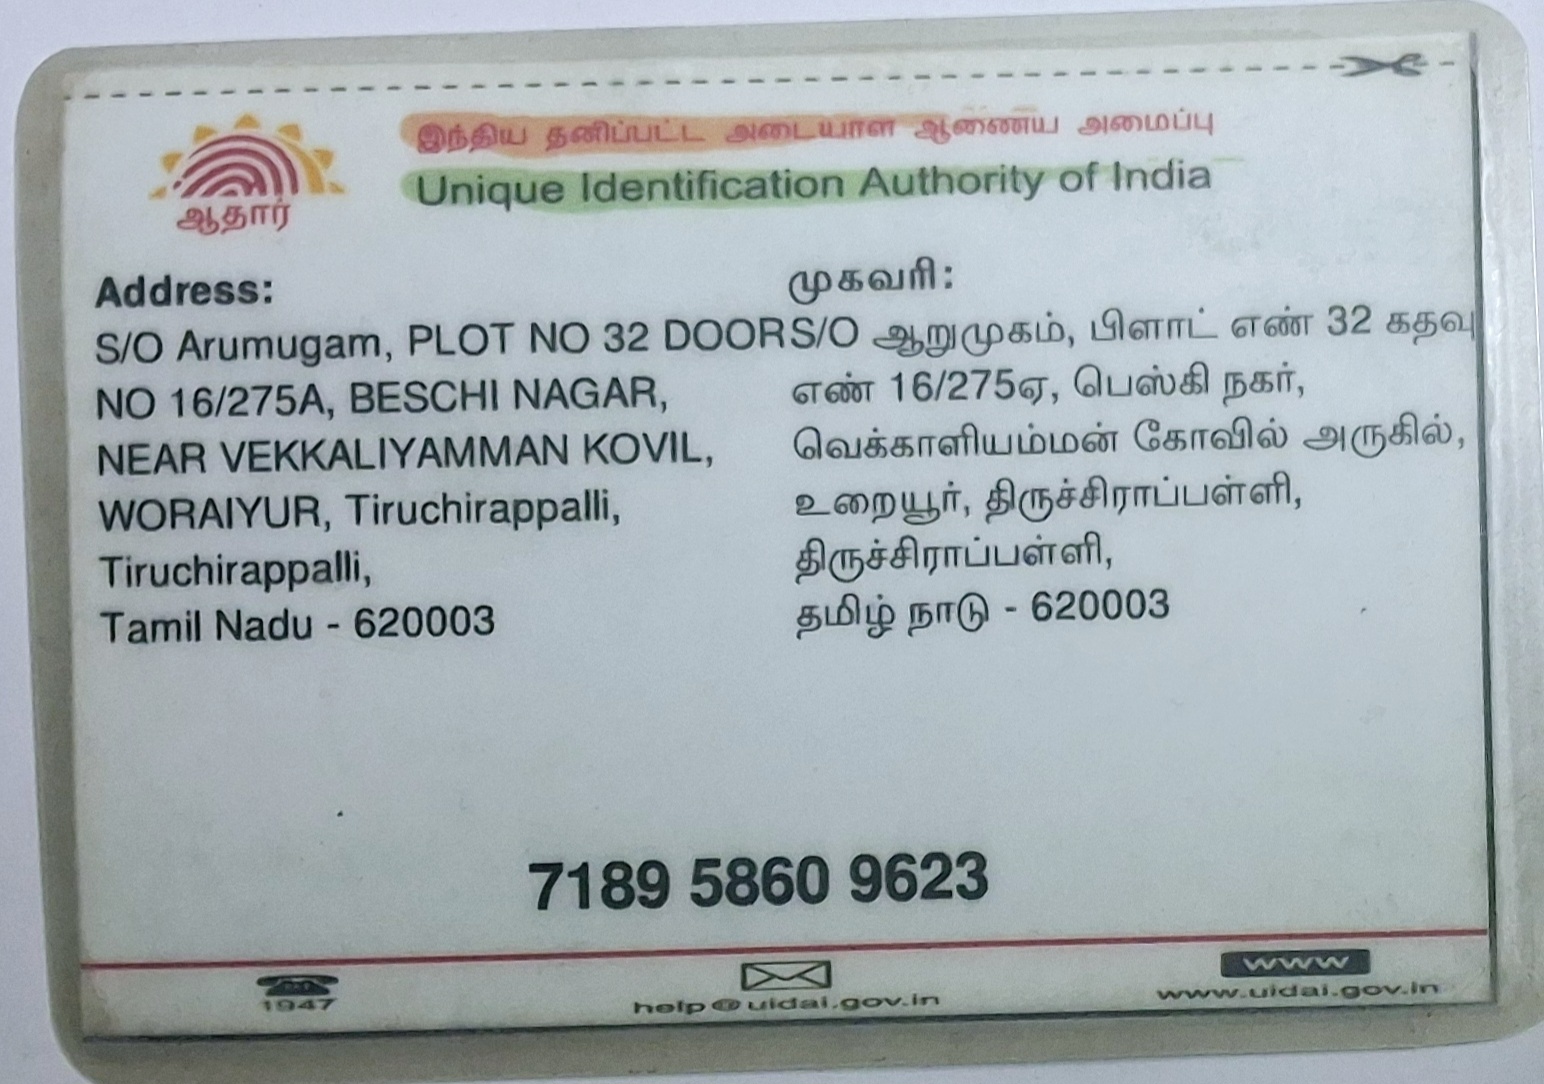 இந்திய தனிப்பட்ட அடையாள ஆணைய அமைப்பு
Unique Identification Authority of India
ஆதார்
Address:
S/O Arumugam, PLOT NO 32 DOOR
NO 16/275A, BESCHI NAGAR,
NEAR VEKKALIYAMMAN KOVIL,
WORAIYUR, Tiruchirappalli,
Tiruchirappalli,
Tamil Nadu - 620003
முகவரி:
S/O ஆறுமுகம், பிளாட் எண் 32 கதவு
எண் 16/275ஏ, பெஸ்கி நகர்,
வெக்காளியம்மன் கோவில் அருகில்,
உறையூர், திருச்சிராப்பள்ளி,
திருச்சிராப்பள்ளி,
தமிழ் நாடு - 620003
7189 5860 9623
1947
help@uidai.gov.in
www
www.uidai.gov.in